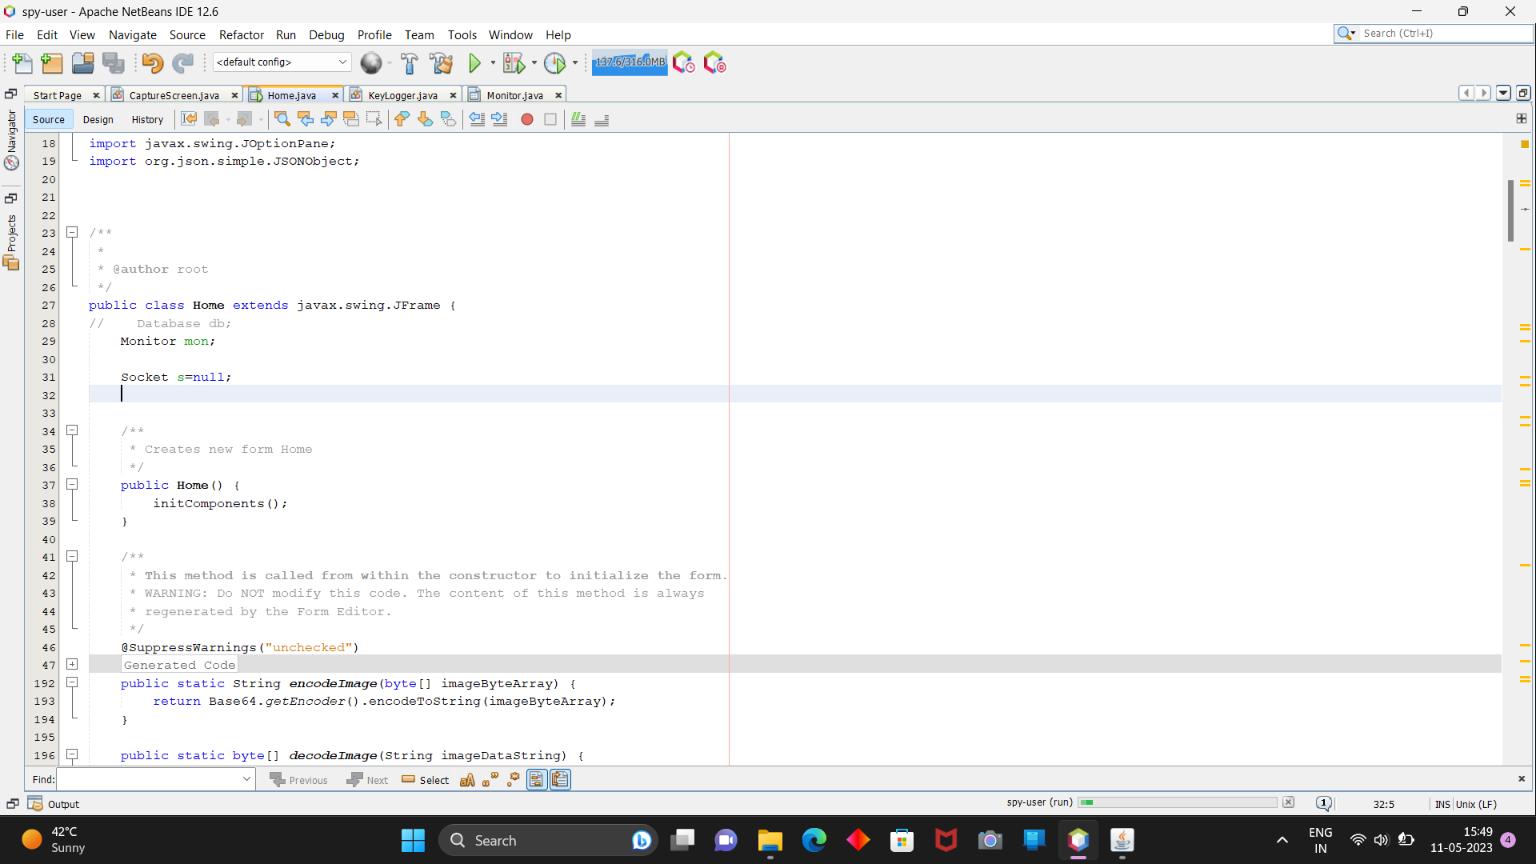 spy-user - Apache NetBeans IDE 12.6
File Edit View Navigate Source Refactor Run Debug Profile Team Tools Window Help
Search (Ctrl+I)
<default config>
137.6/316.0MB
Start Page CaptureScreen.java Home.java KeyLogger.java Monitor.java
Source Design History
Navigator
Projects
18 import javax.swing.JOptionPane;
19 import org.json.simple.JSONObject;
20
21
22
23 /**
24 *
25 * @author root
26 */
27 public class Home extends javax.swing.JFrame {
28 // Database db;
29 Monitor mon;
30
31 Socket s=null;
32
33
34 /**
35 * Creates new form Home
36 */
37 public Home() {
38 initComponents();
39 }
40
41 /**
42 * This method is called from within the constructor to initialize the form.
43 * WARNING: Do NOT modify this code. The content of this method is always
44 * regenerated by the Form Editor.
45 */
46 @SuppressWarnings("unchecked")
47 Generated Code
192 public static String encodeImage(byte[] imageByteArray) {
193 return Base64.getEncoder().encodeToString(imageByteArray);
194 }
195
196 public static byte[] decodeImage(String imageDataString) {
Find: Previous Next Select
Output
spy-user (run)
1
32:5
INS Unix (LF)
42°C
Sunny
Search
ENG
IN
15:49
11-05-2023
4